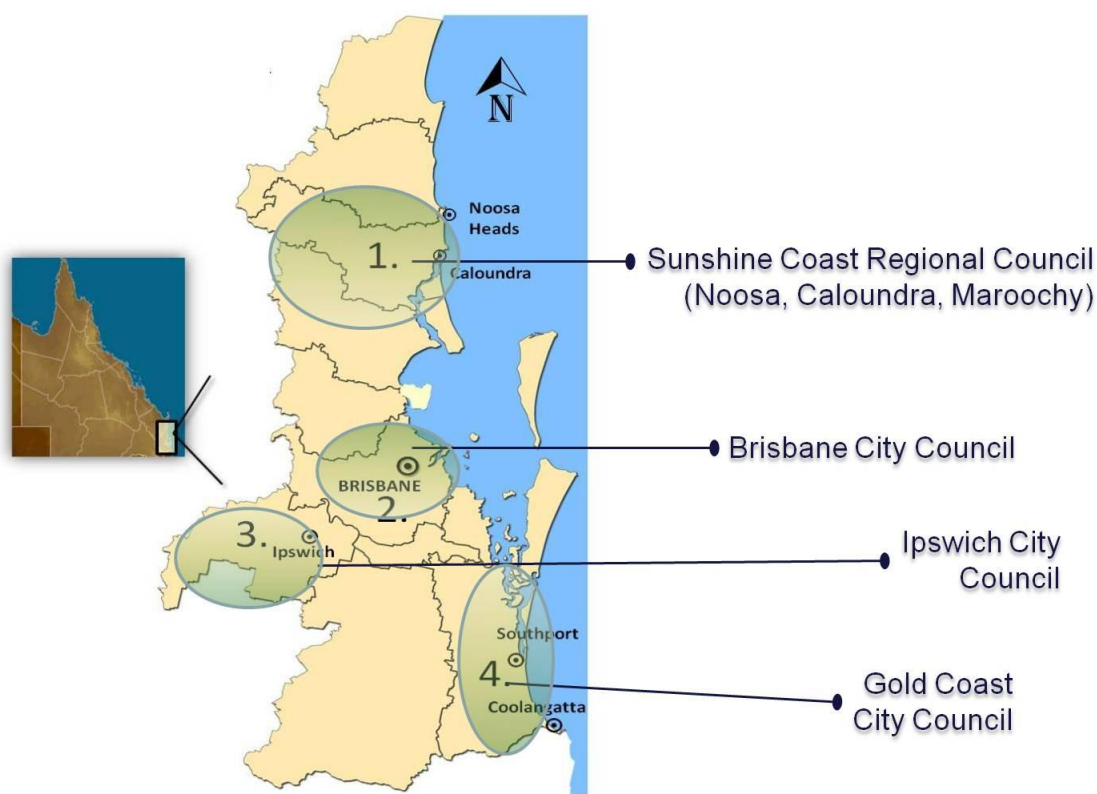 N
Noosa
Heads
1.
Caloundra
Sunshine Coast Regional Council
(Noosa, Caloundra, Maroochy)
Brisbane City Council
BRISBANE
2.
3.
Ipswich
Ipswich City
Council
Southport
4.
Coolangatta
Gold Coast
City Council